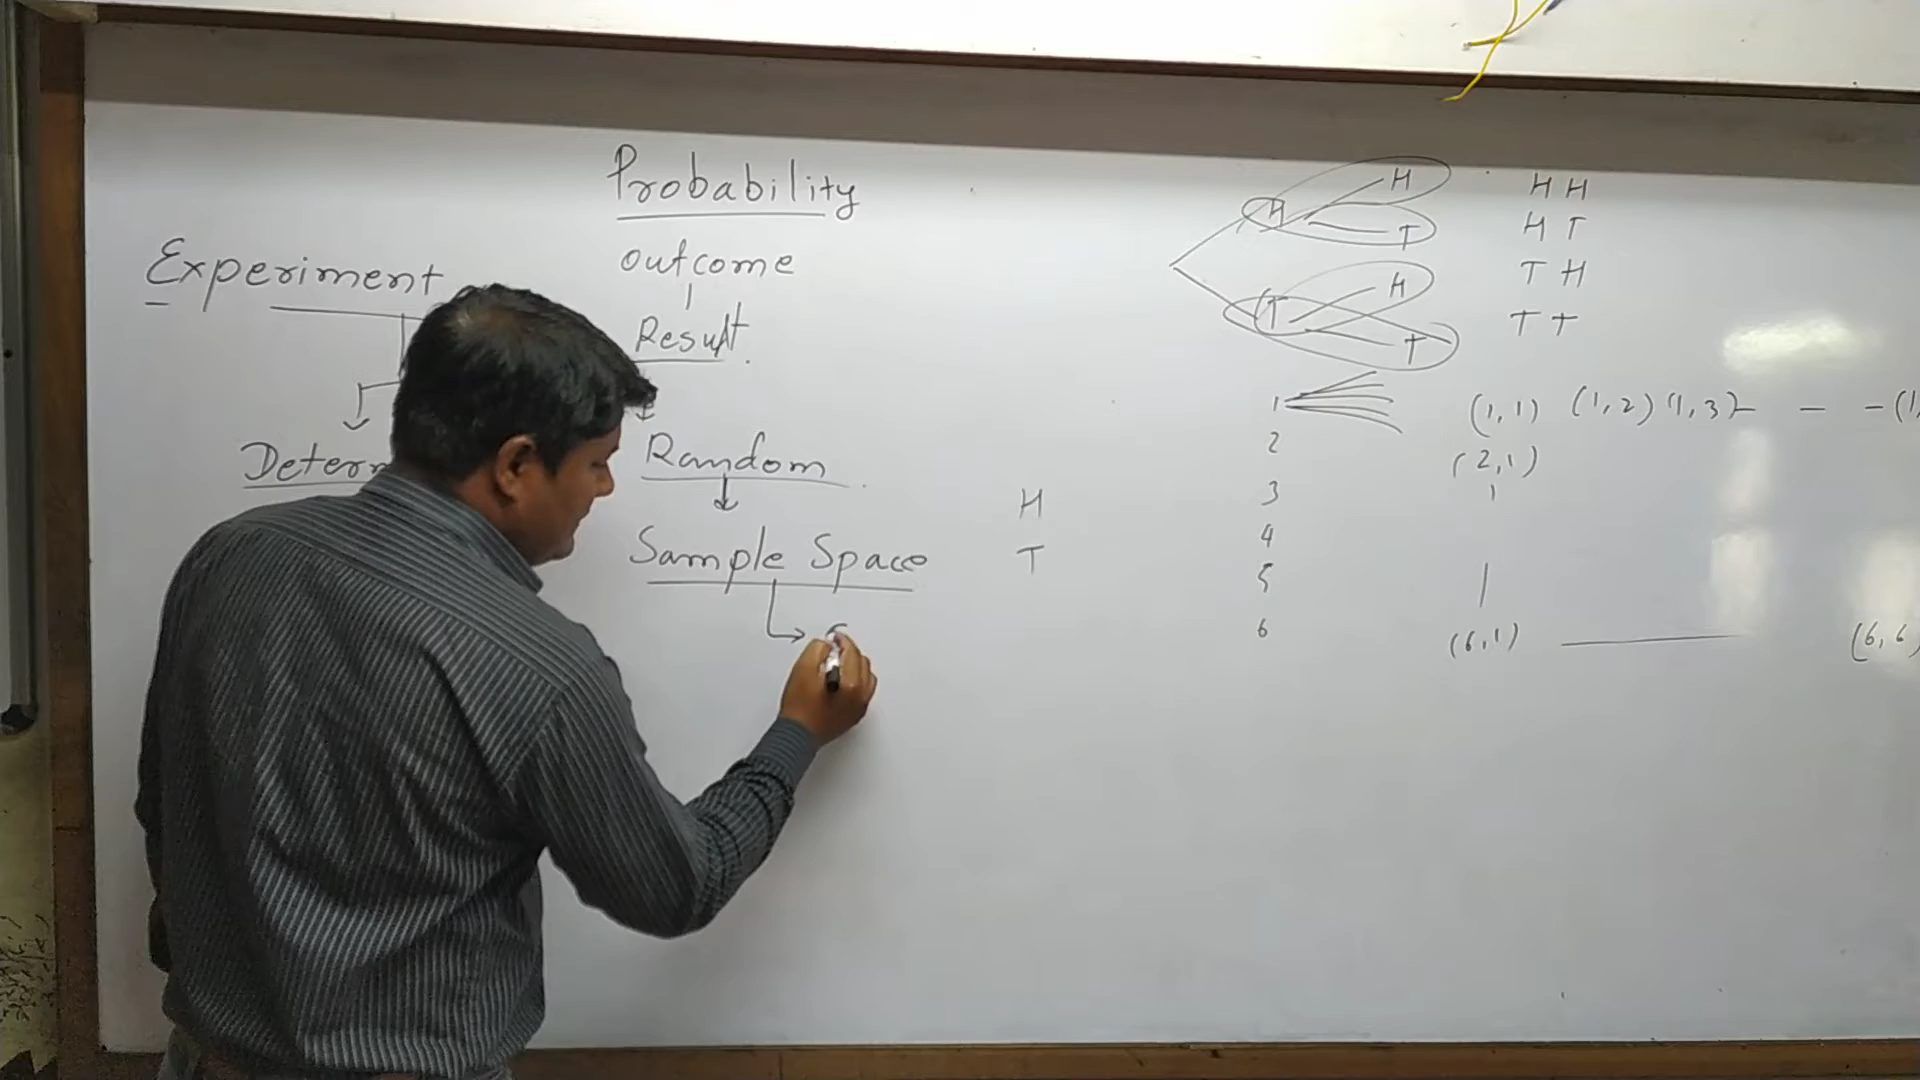 Probability
Experiment
outcome
Result.
Random
Sample Space
H
T
H
H
T
T
H
T
H H
H T
T H
T T
1
2
3
4
5
6
(1,1) (1,2) (1,3) - - -
(2,1)
(6,1)
(6,6)